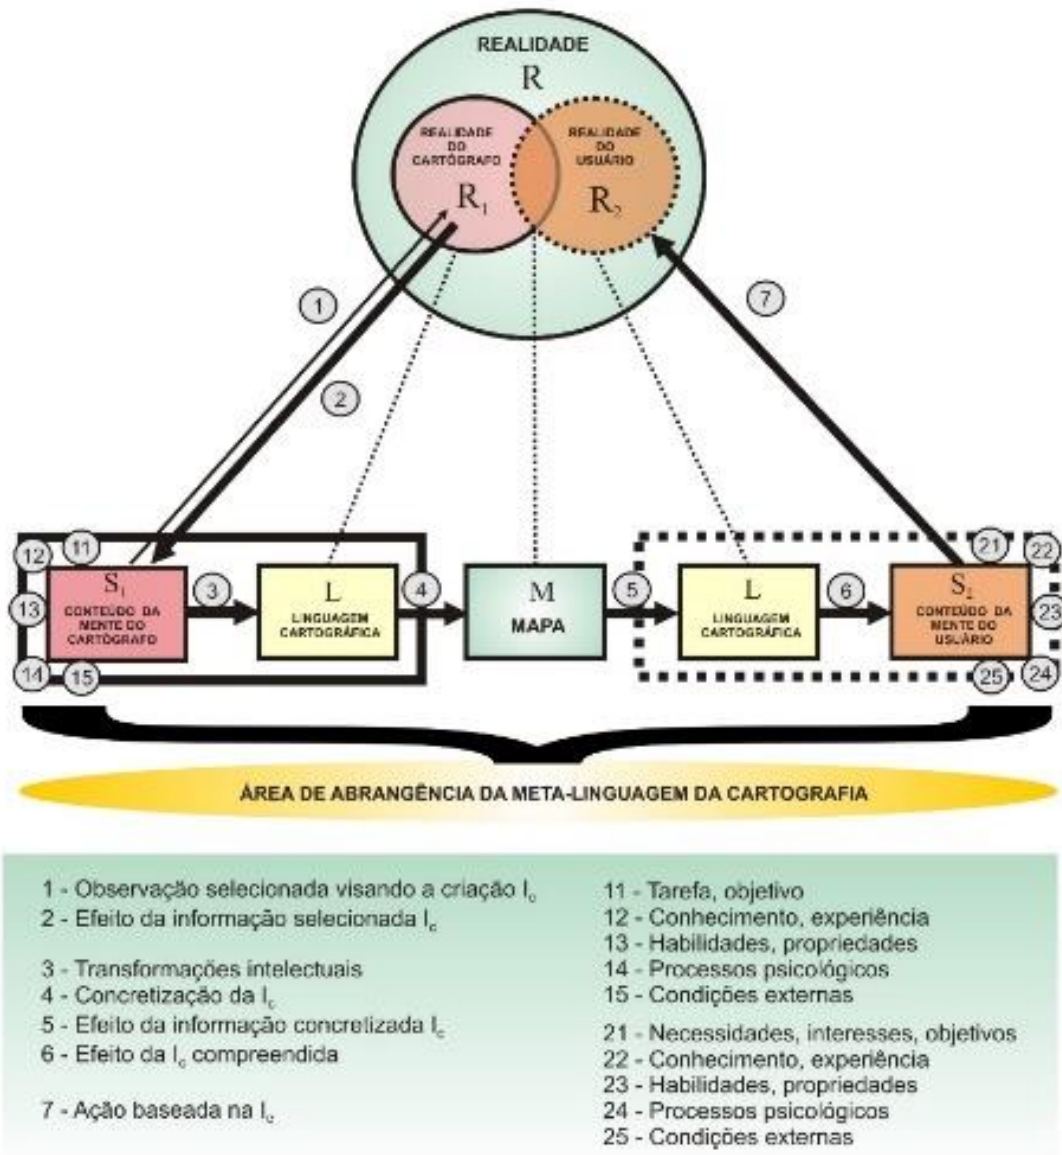 REALIDADE
R
REALIDADE
DO
CARTÓGRAFO
R1
REALIDADE
DO
USUÁRIO
R2
1
7
2
12
11
21
22
S1
CONTEÚDO DA
MENTE DO
CARTÓGRAFO
13
3
L
LINGUAGEM
CARTOGRÁFICA
4
M
MAPA
5
L
LINGUAGEM
CARTOGRÁFICA
6
S2
CONTEÚDO DA
MENTE DO
USUÁRIO
23
14
15
25
24
ÁREA DE ABRANGÊNCIA DA META-LINGUAGEM DA CARTOGRAFIA
1 - Observação selecionada visando a criação Ic
2 - Efeito da informação selecionada Ic
3 - Transformações intelectuais
4 - Concretização da Ic
5 - Efeito da informação concretizada Ic
6 - Efeito da Ic compreendida
7 - Ação baseada na Ic
11 - Tarefa, objetivo
12 - Conhecimento, experiência
13 - Habilidades, propriedades
14 - Processos psicológicos
15 - Condições externas
21 - Necessidades, interesses, objetivos
22 - Conhecimento, experiência
23 - Habilidades, propriedades
24 - Processos psicológicos
25 - Condições externas